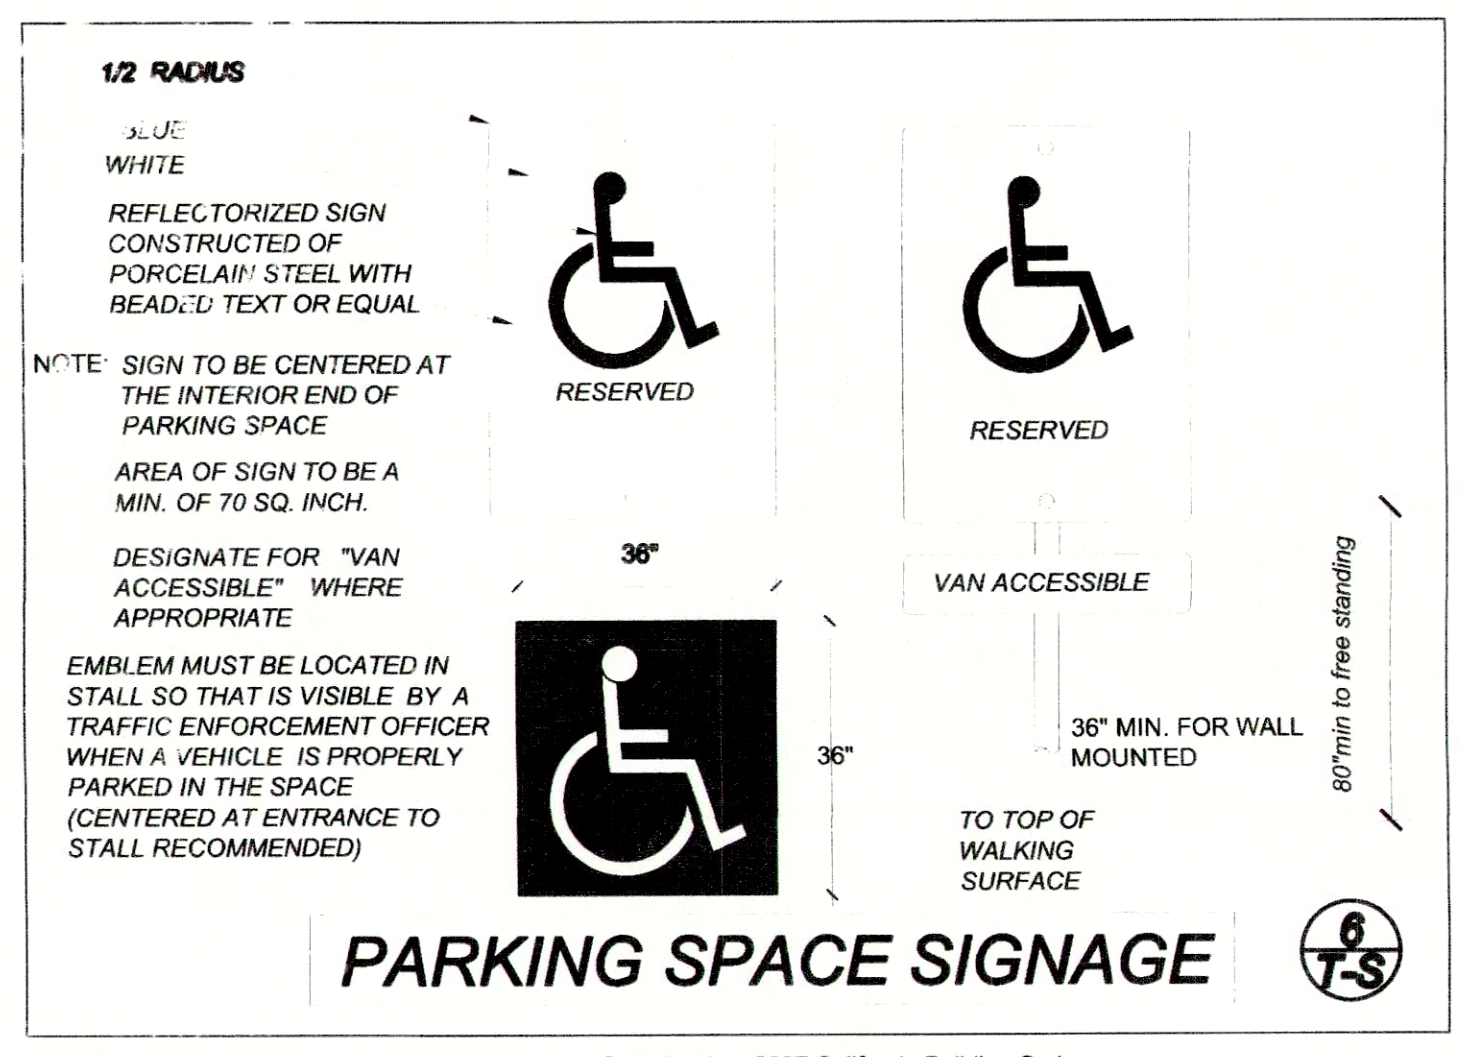 1/2 RADIUS
BLUE
WHITE
REFLECTORIZED SIGN
CONSTRUCTED OF
PORCELAIN STEEL WITH
BEADED TEXT OR EQUAL
NOTE: SIGN TO BE CENTERED AT
THE INTERIOR END OF
PARKING SPACE
AREA OF SIGN TO BE A
MIN. OF 70 SQ. INCH.
DESIGNATE FOR "VAN
ACCESSIBLE" WHERE
APPROPRIATE
EMBLEM MUST BE LOCATED IN
STALL SO THAT IS VISIBLE BY A
TRAFFIC ENFORCEMENT OFFICER
WHEN A VEHICLE IS PROPERLY
PARKED IN THE SPACE
(CENTERED AT ENTRANCE TO
STALL RECOMMENDED)
RESERVED
36"
36"
RESERVED
VAN ACCESSIBLE
36" MIN. FOR WALL
MOUNTED
TO TOP OF
WALKING
SURFACE
80"min to free standing
PARKING SPACE SIGNAGE
6
T-S